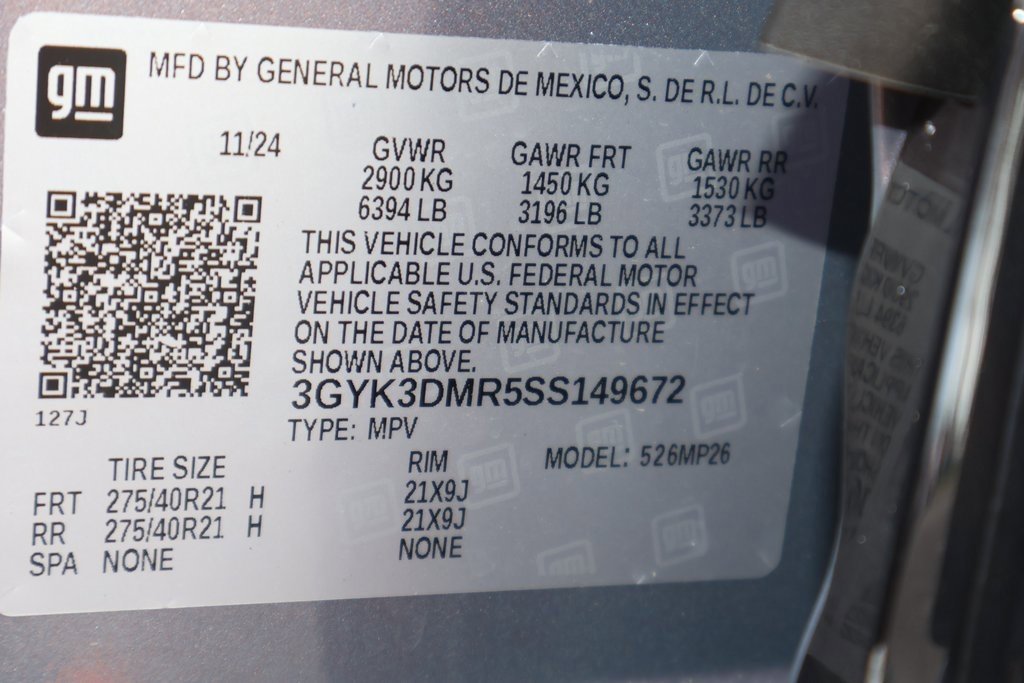 gm
MFD BY GENERAL MOTORS DE MEXICO, S. DE R.L. DE C.V.
11/24 GVWR GAWR FRT GAWR RR
2900 KG 1450 KG 1530 KG
6394 LB 3196 LB 3373 LB
THIS VEHICLE CONFORMS TO ALL
APPLICABLE U.S. FEDERAL MOTOR
VEHICLE SAFETY STANDARDS IN EFFECT
ON THE DATE OF MANUFACTURE
SHOWN ABOVE.
3GYK3DMR5SS149672
127J
TYPE: MPV
TIRE SIZE RIM MODEL: 526MP26
FRT 275/40R21 H 21X9J
RR 275/40R21 H 21X9J
SPA NONE NONE